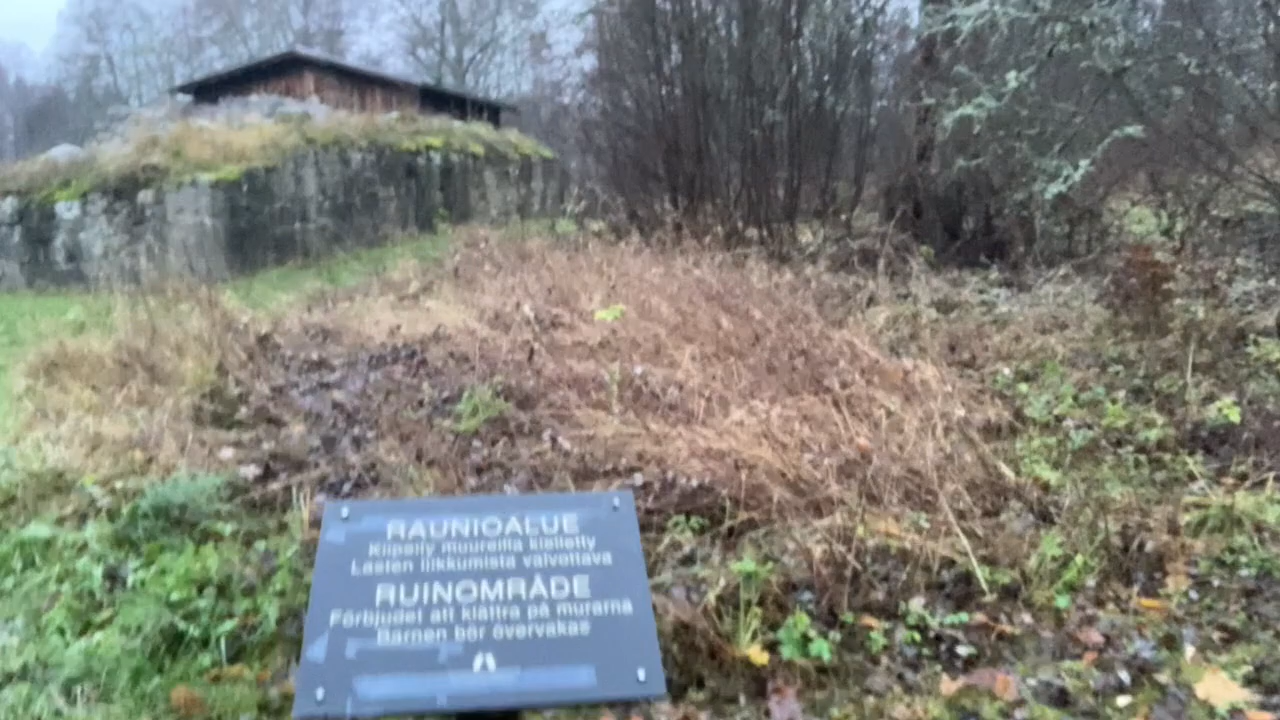 RAUNIOALUE
Kiipeily muureilla kielletty
Lasten liikkumista valvottava
RUINOMRÅDE
Förbjudet att klättra på murarna
Barnen bör övervakas